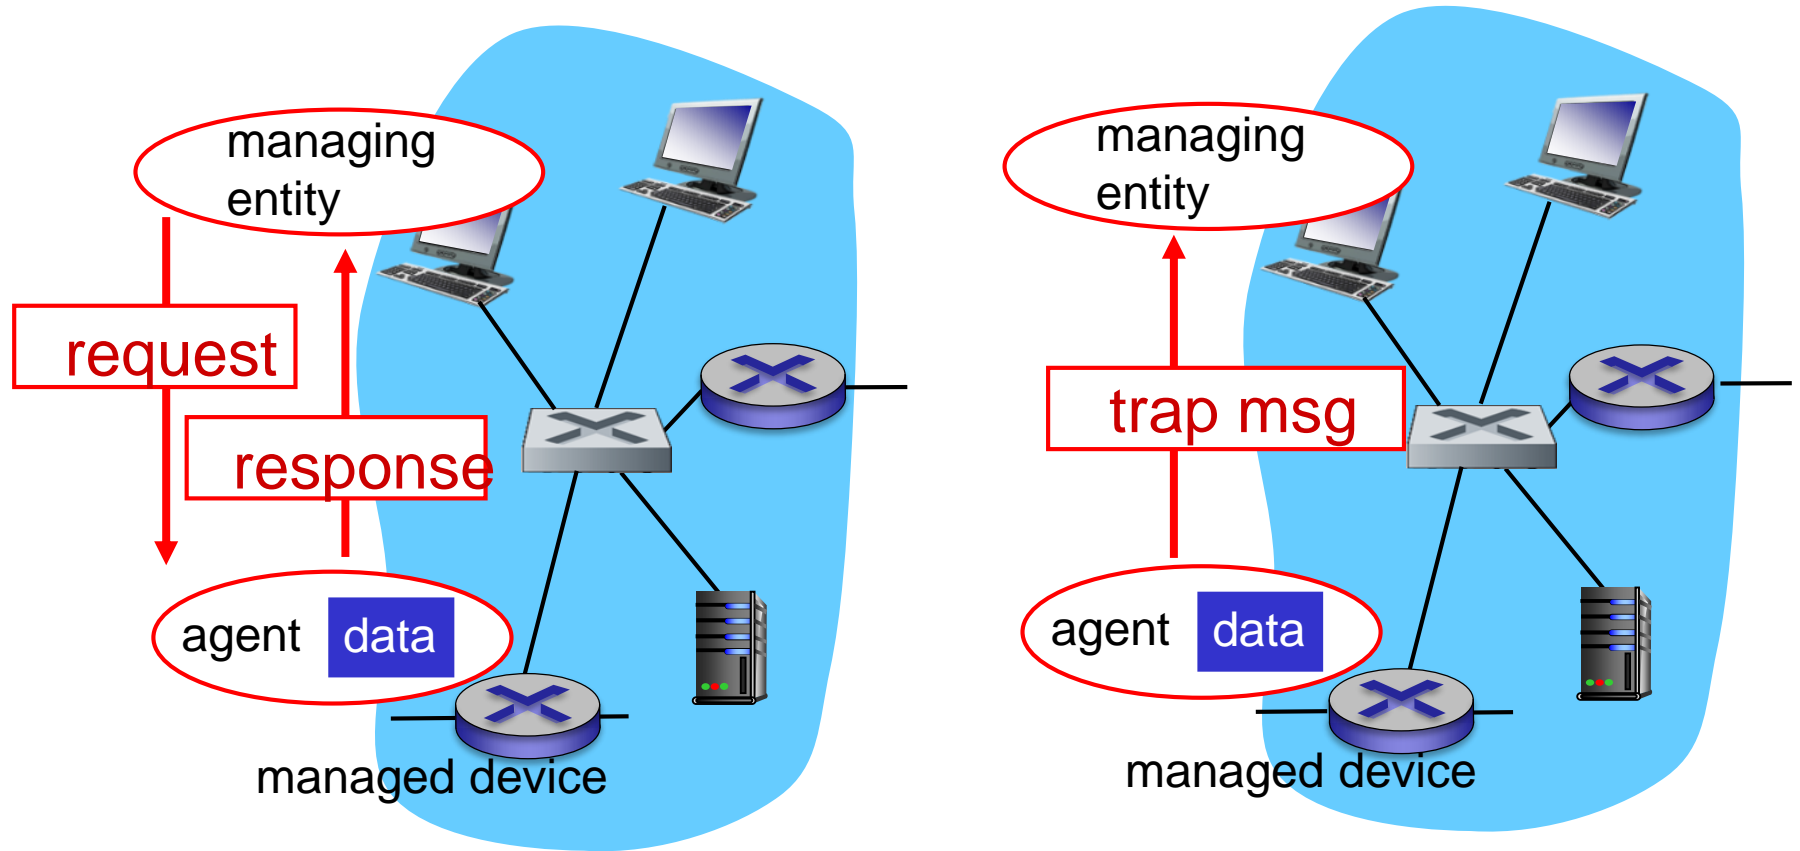 managing
entity
request
response
agent
data
managed device
managing
entity
trap msg
agent
data
managed device